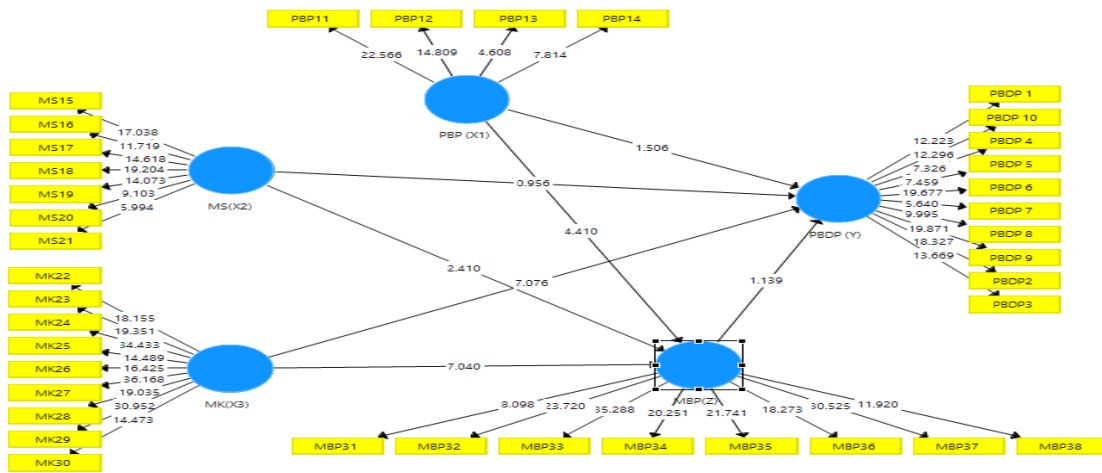 PBP11
PBP12
PBP13
PBP14
22.566
14.809
4.608
7.814
PBP (X1)
MS15
MS16
MS17
MS18
MS19
MS20
MS21
17.038
11.719
14.618
19.204
14.073
9.103
5.994
MS(X2)
1.506
0.956
4.410
2.410
7.076
1.139
7.040
PBDP 1
PBDP 10
PBDP 4
PBDP 5
PBDP 6
PBDP 7
PBDP 8
PBDP 9
PBDP2
PBDP3
12.223
12.296
7.326
7.459
19.677
5.640
9.995
19.871
18.327
13.669
PBDP (Y)
MK22
MK23
MK24
MK25
MK26
MK27
MK28
MK29
MK30
18.155
19.351
34.433
14.489
16.425
36.168
19.035
30.952
14.473
MK(X3)
MBP(Z)
8.098
23.720
35.288
20.251
21.741
18.273
30.525
11.920
MBP31
MBP32
MBP33
MBP34
MBP35
MBP36
MBP37
MBP38